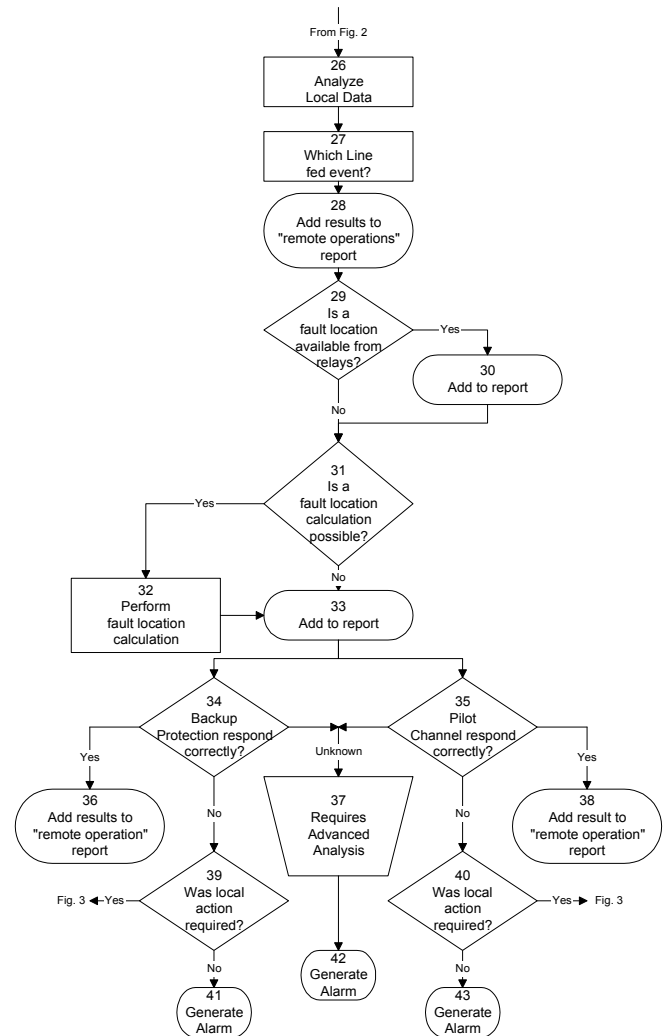 From Fig. 2
26
Analyze
Local Data
27
Which Line
fed event?
28
Add results to
"remote operations"
report
29
Is a
fault location
available from
relays?
Yes
30
Add to report
No
31
Is a
fault location
calculation
possible?
Yes
No
32
Perform
fault location
calculation
33
Add to report
34
Backup
Protection respond
correctly?
35
Pilot
Channel respond
correctly?
Yes
Unknown
Yes
36
Add results to
"remote operation"
report
No
37
Requires
Advanced
Analysis
No
38
Add result to
"remote operation"
report
39
Was local
action
required?
Fig. 3
Yes
40
Was local
action
required?
Yes
Fig. 3
No
42
Generate
Alarm
No
41
Generate
Alarm
43
Generate
Alarm